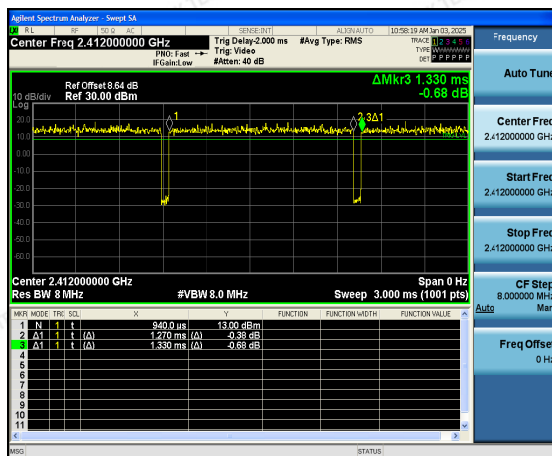 Agilent Spectrum Analyzer - Swept SA
RL RF 50 Ω AC SENSE:INT ALIGNAUTO 10:58:19 AM Jan 03, 2025
Center Freq 2.412000000 GHz
PNO: Fast
IFGain:Low
Trig Delay-2.000 ms
Trig: Video
#Atten: 40 dB
#Avg Type: RMS
TRACE 1 2 3 4 5 6
TYPE
DET P P P P P P
Frequency
Ref Offset 8.64 dB
10 dB/div Ref 30.00 dBm
Log
ΔMkr3 1.330 ms
-0.68 dB
20.0
10.0
0.00
-10.0
-20.0
-30.0
-40.0
-50.0
-60.0
1
2 3Δ1
Center 2.412000000 GHz Span 0 Hz
Res BW 8 MHz #VBW 8.0 MHz Sweep 3.000 ms (1001 pts)
MKR MODE TRC SCL X Y FUNCTION FUNCTION WIDTH FUNCTION VALUE
1 N 1 t 940.0 µs 13.00 dBm
2 Δ1 1 t (Δ) 1.270 ms (Δ) -0.38 dB
3 Δ1 1 t (Δ) 1.330 ms (Δ) -0.68 dB
4
5
6
7
8
9
10
11
MSG STATUS
Auto Tune
Center Freq
2.412000000 GHz
Start Freq
2.412000000 GHz
Stop Freq
2.412000000 GHz
CF Step
8.000000 MHz
Auto Man
Freq Offset
0 Hz